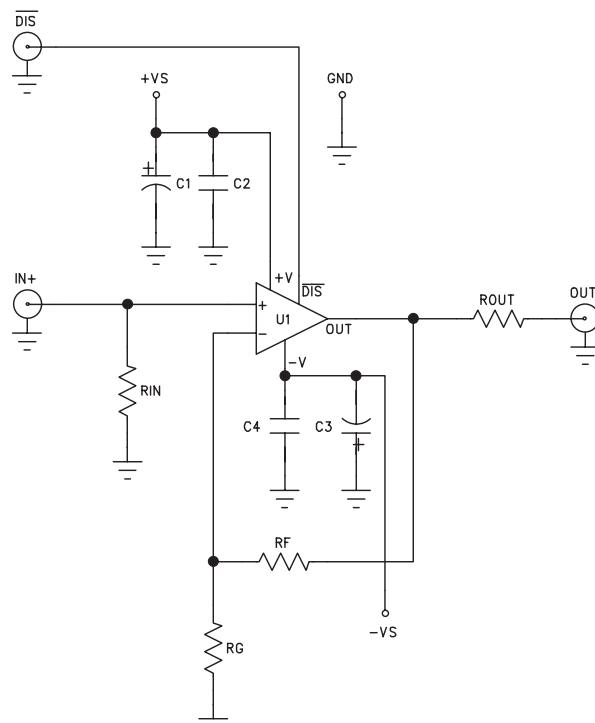 DIS
+VS
GND
+
C1
C2
IN+
+V
DIS
+
U1
−
OUT
ROUT
OUT
−V
RIN
C4
C3
+
RF
−VS
RG